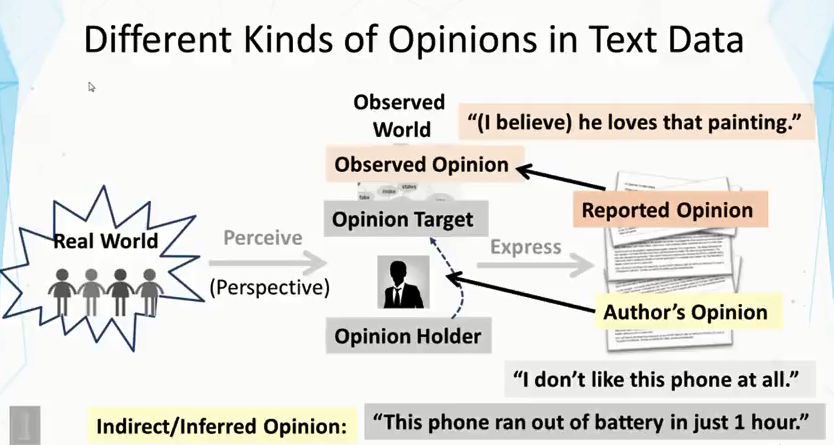 Different Kinds of Opinions in Text Data
Observed
World
“(I believe) he loves that painting.”
Observed Opinion
Reported Opinion
Opinion Target
Real World
Perceive
(Perspective)
Express
Author’s Opinion
Opinion Holder
“I don’t like this phone at all.”
Indirect/Inferred Opinion:
“This phone ran out of battery in just 1 hour.”